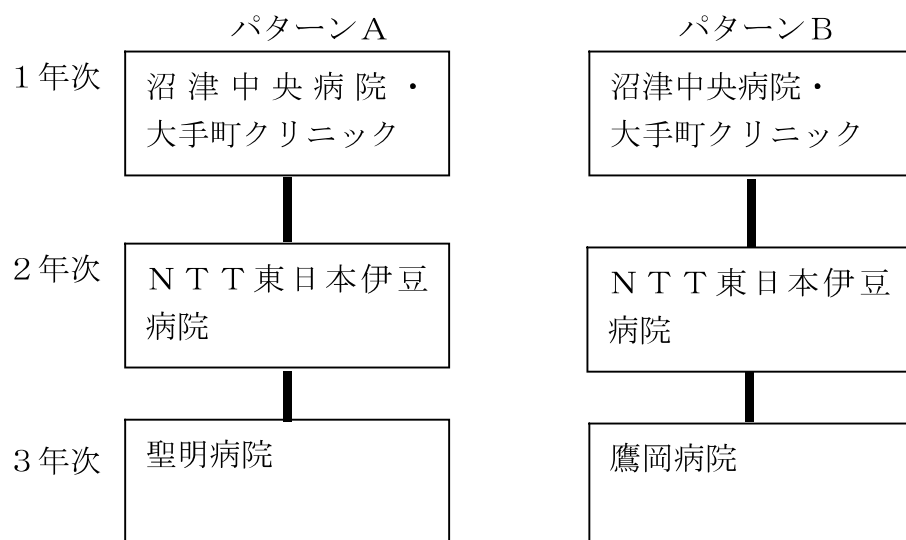 パターンA パターンB
1年次
沼津中央病院・
大手町クリニック
沼津中央病院・
大手町クリニック
2年次
NTT東日本伊豆
病院
NTT東日本伊豆
病院
3年次
聖明病院
鷹岡病院